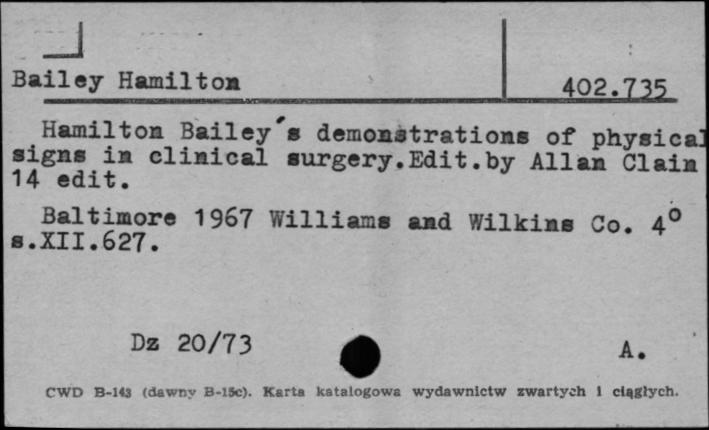 Bailey Hamilton
402.735
Hamilton Bailey's demonstrations of physical
signs in clinical surgery.Edit.by Allan Clain
14 edit.
Baltimore 1967 Williams and Wilkins Co. 4°
s.XII.627.
Dz 20/73
A.
CWD B-143 (dawny B-15c). Karta katalogowa wydawnictw zwartych i ciągłych.